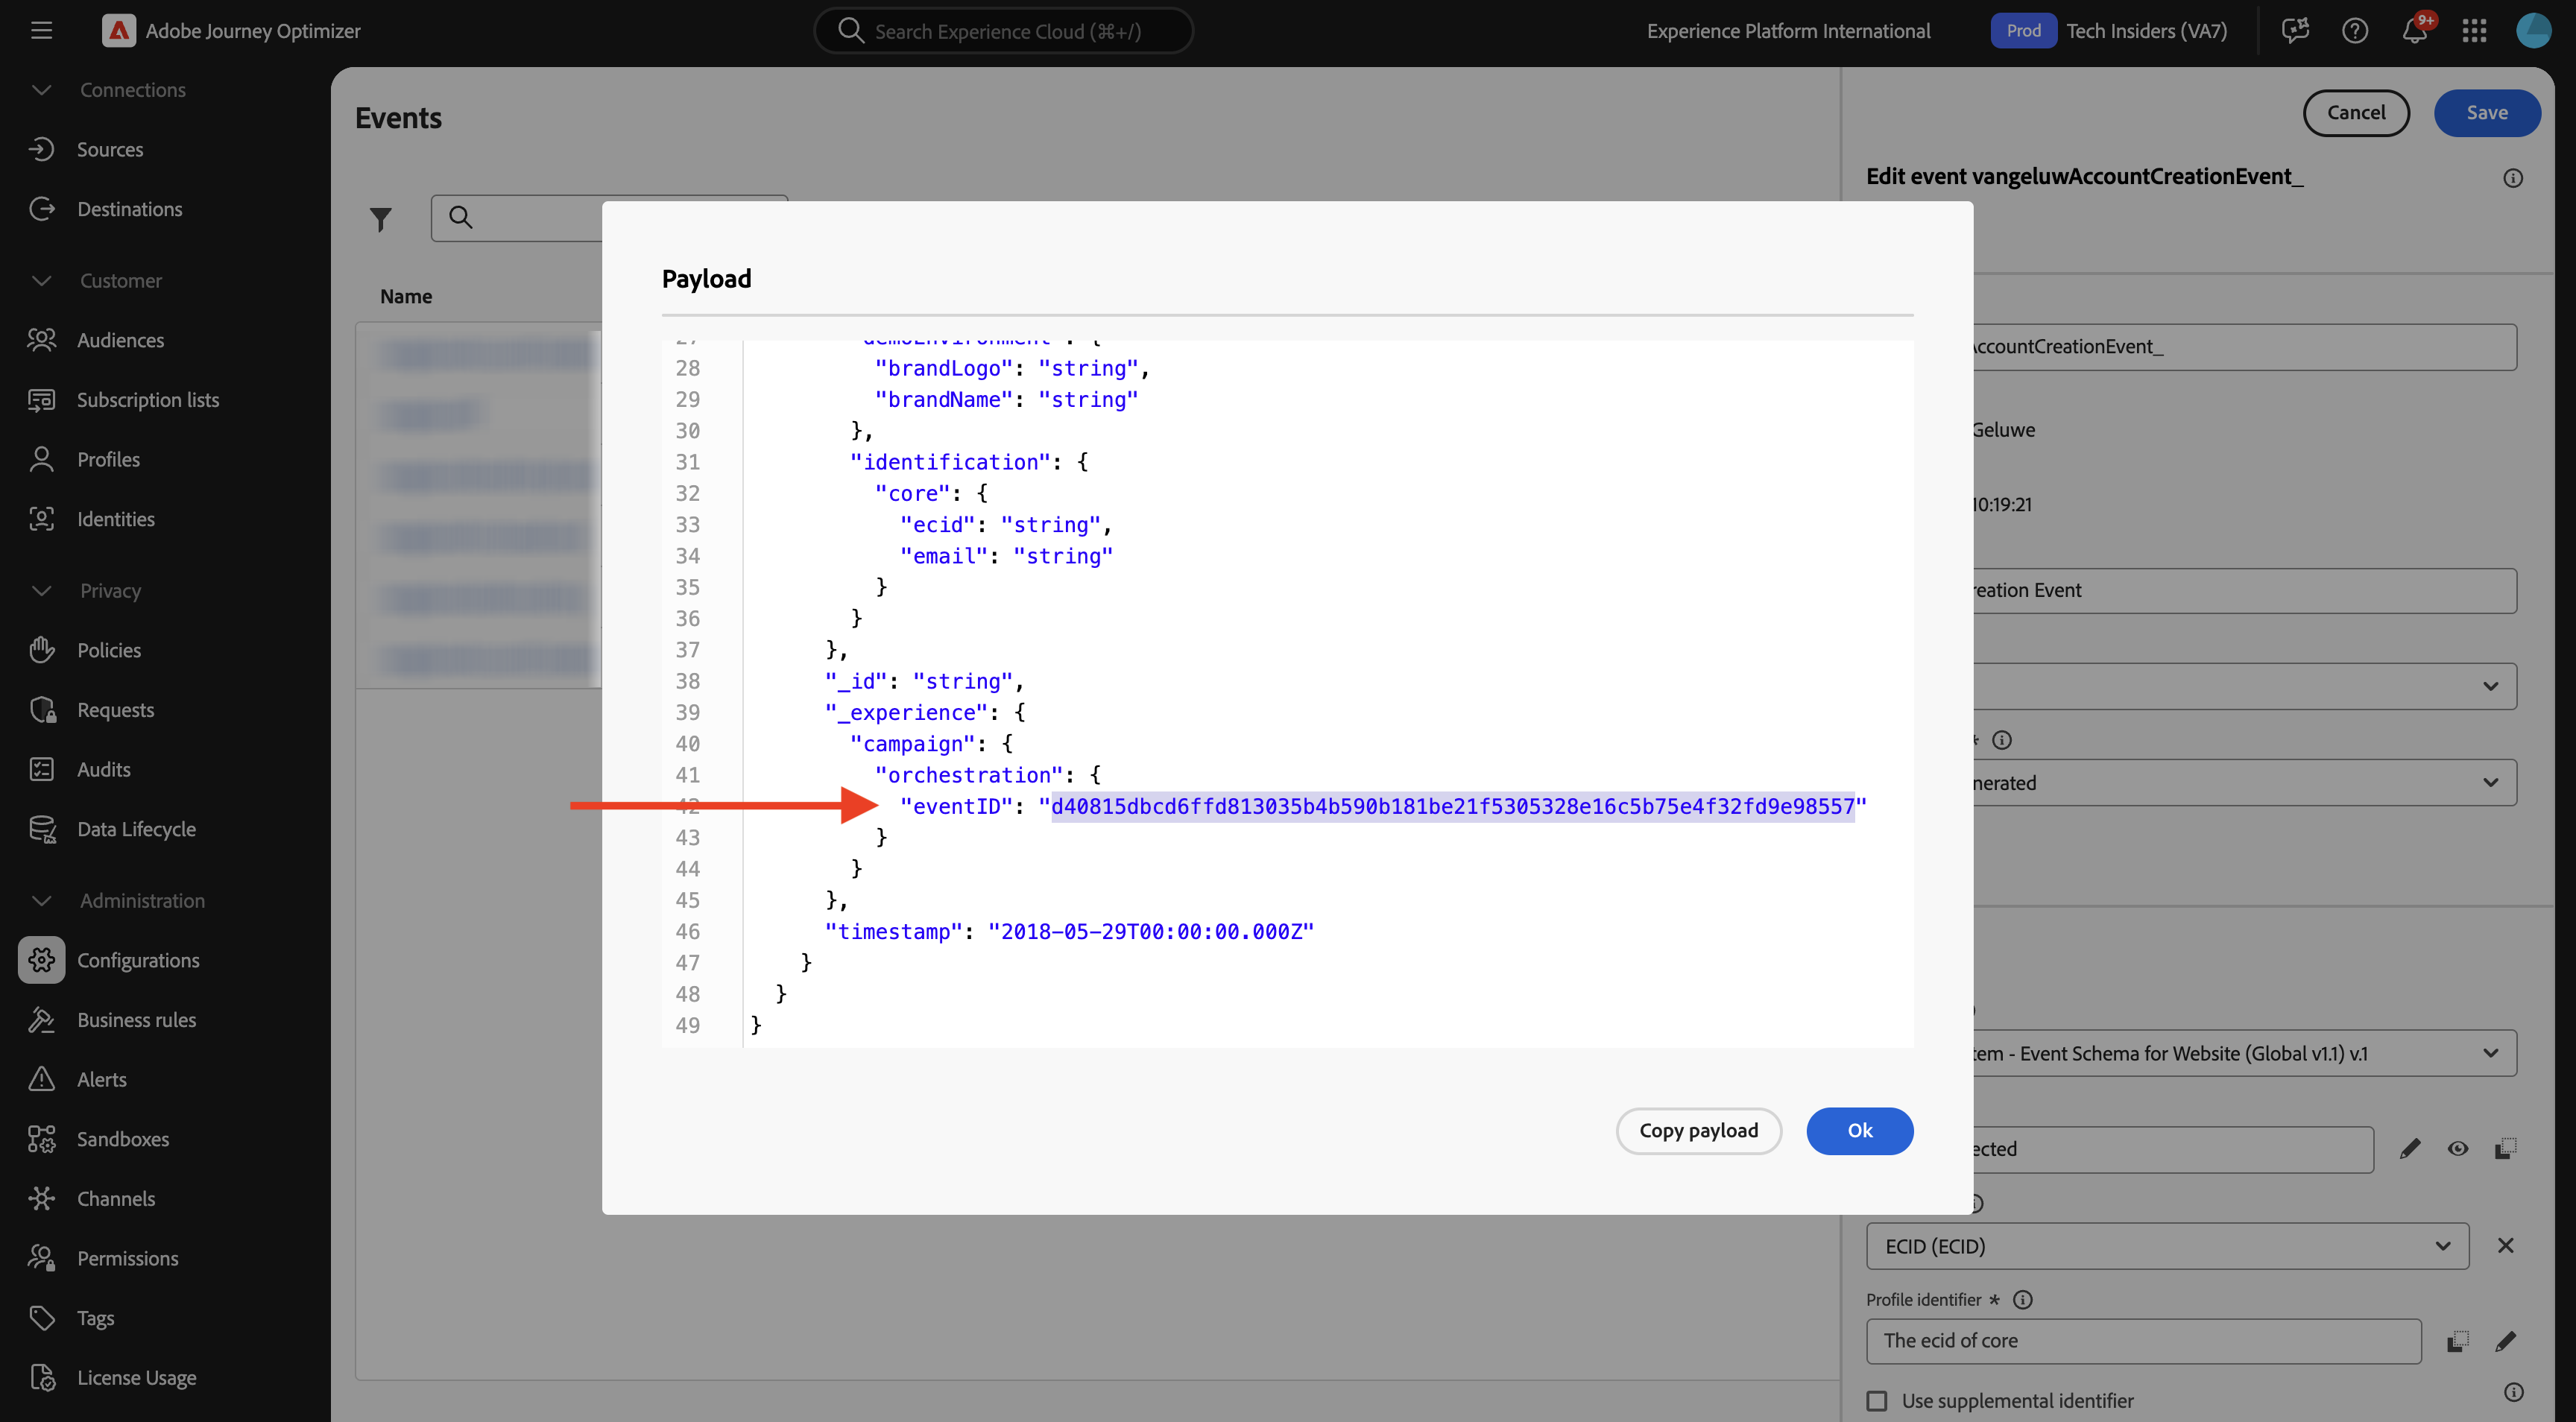 Adobe Journey Optimizer
Search Experience Cloud (⌘+/)
Experience Platform International
Prod
Tech Insiders (VA7)
9+
Connections
Sources
Destinations
Customer
Audiences
Subscription lists
Profiles
Identities
Privacy
Policies
Requests
Audits
Data Lifecycle
Administration
Configurations
Business rules
Alerts
Sandboxes
Channels
Permissions
Tags
License Usage
Events
Name
Cancel
Save
Edit event vangeluwAccountCreationEvent_
Payload
27 "demoEnvironment": {
28 "brandLogo": "string",
29 "brandName": "string"
30 },
31 "identification": {
32 "core": {
33 "ecid": "string",
34 "email": "string"
35 }
36 }
37 },
38 "_id": "string",
39 "_experience": {
40 "campaign": {
41 "orchestration": {
42 "eventID": "d40815dbcd6ffd813035b4b590b181be21f5305328e16c5b75e4f32fd9e98557"
43 }
44 }
45 },
46 "timestamp": "2018-05-29T00:00:00.000Z"
47 }
48 }
49 }
Copy payload
Ok
AccountCreationEvent_
Geluwe
10:19:21
reation Event
*
nerated
tem - Event Schema for Website (Global v1.1) v.1
ected
ECID (ECID)
Profile identifier *
The ecid of core
Use supplemental identifier